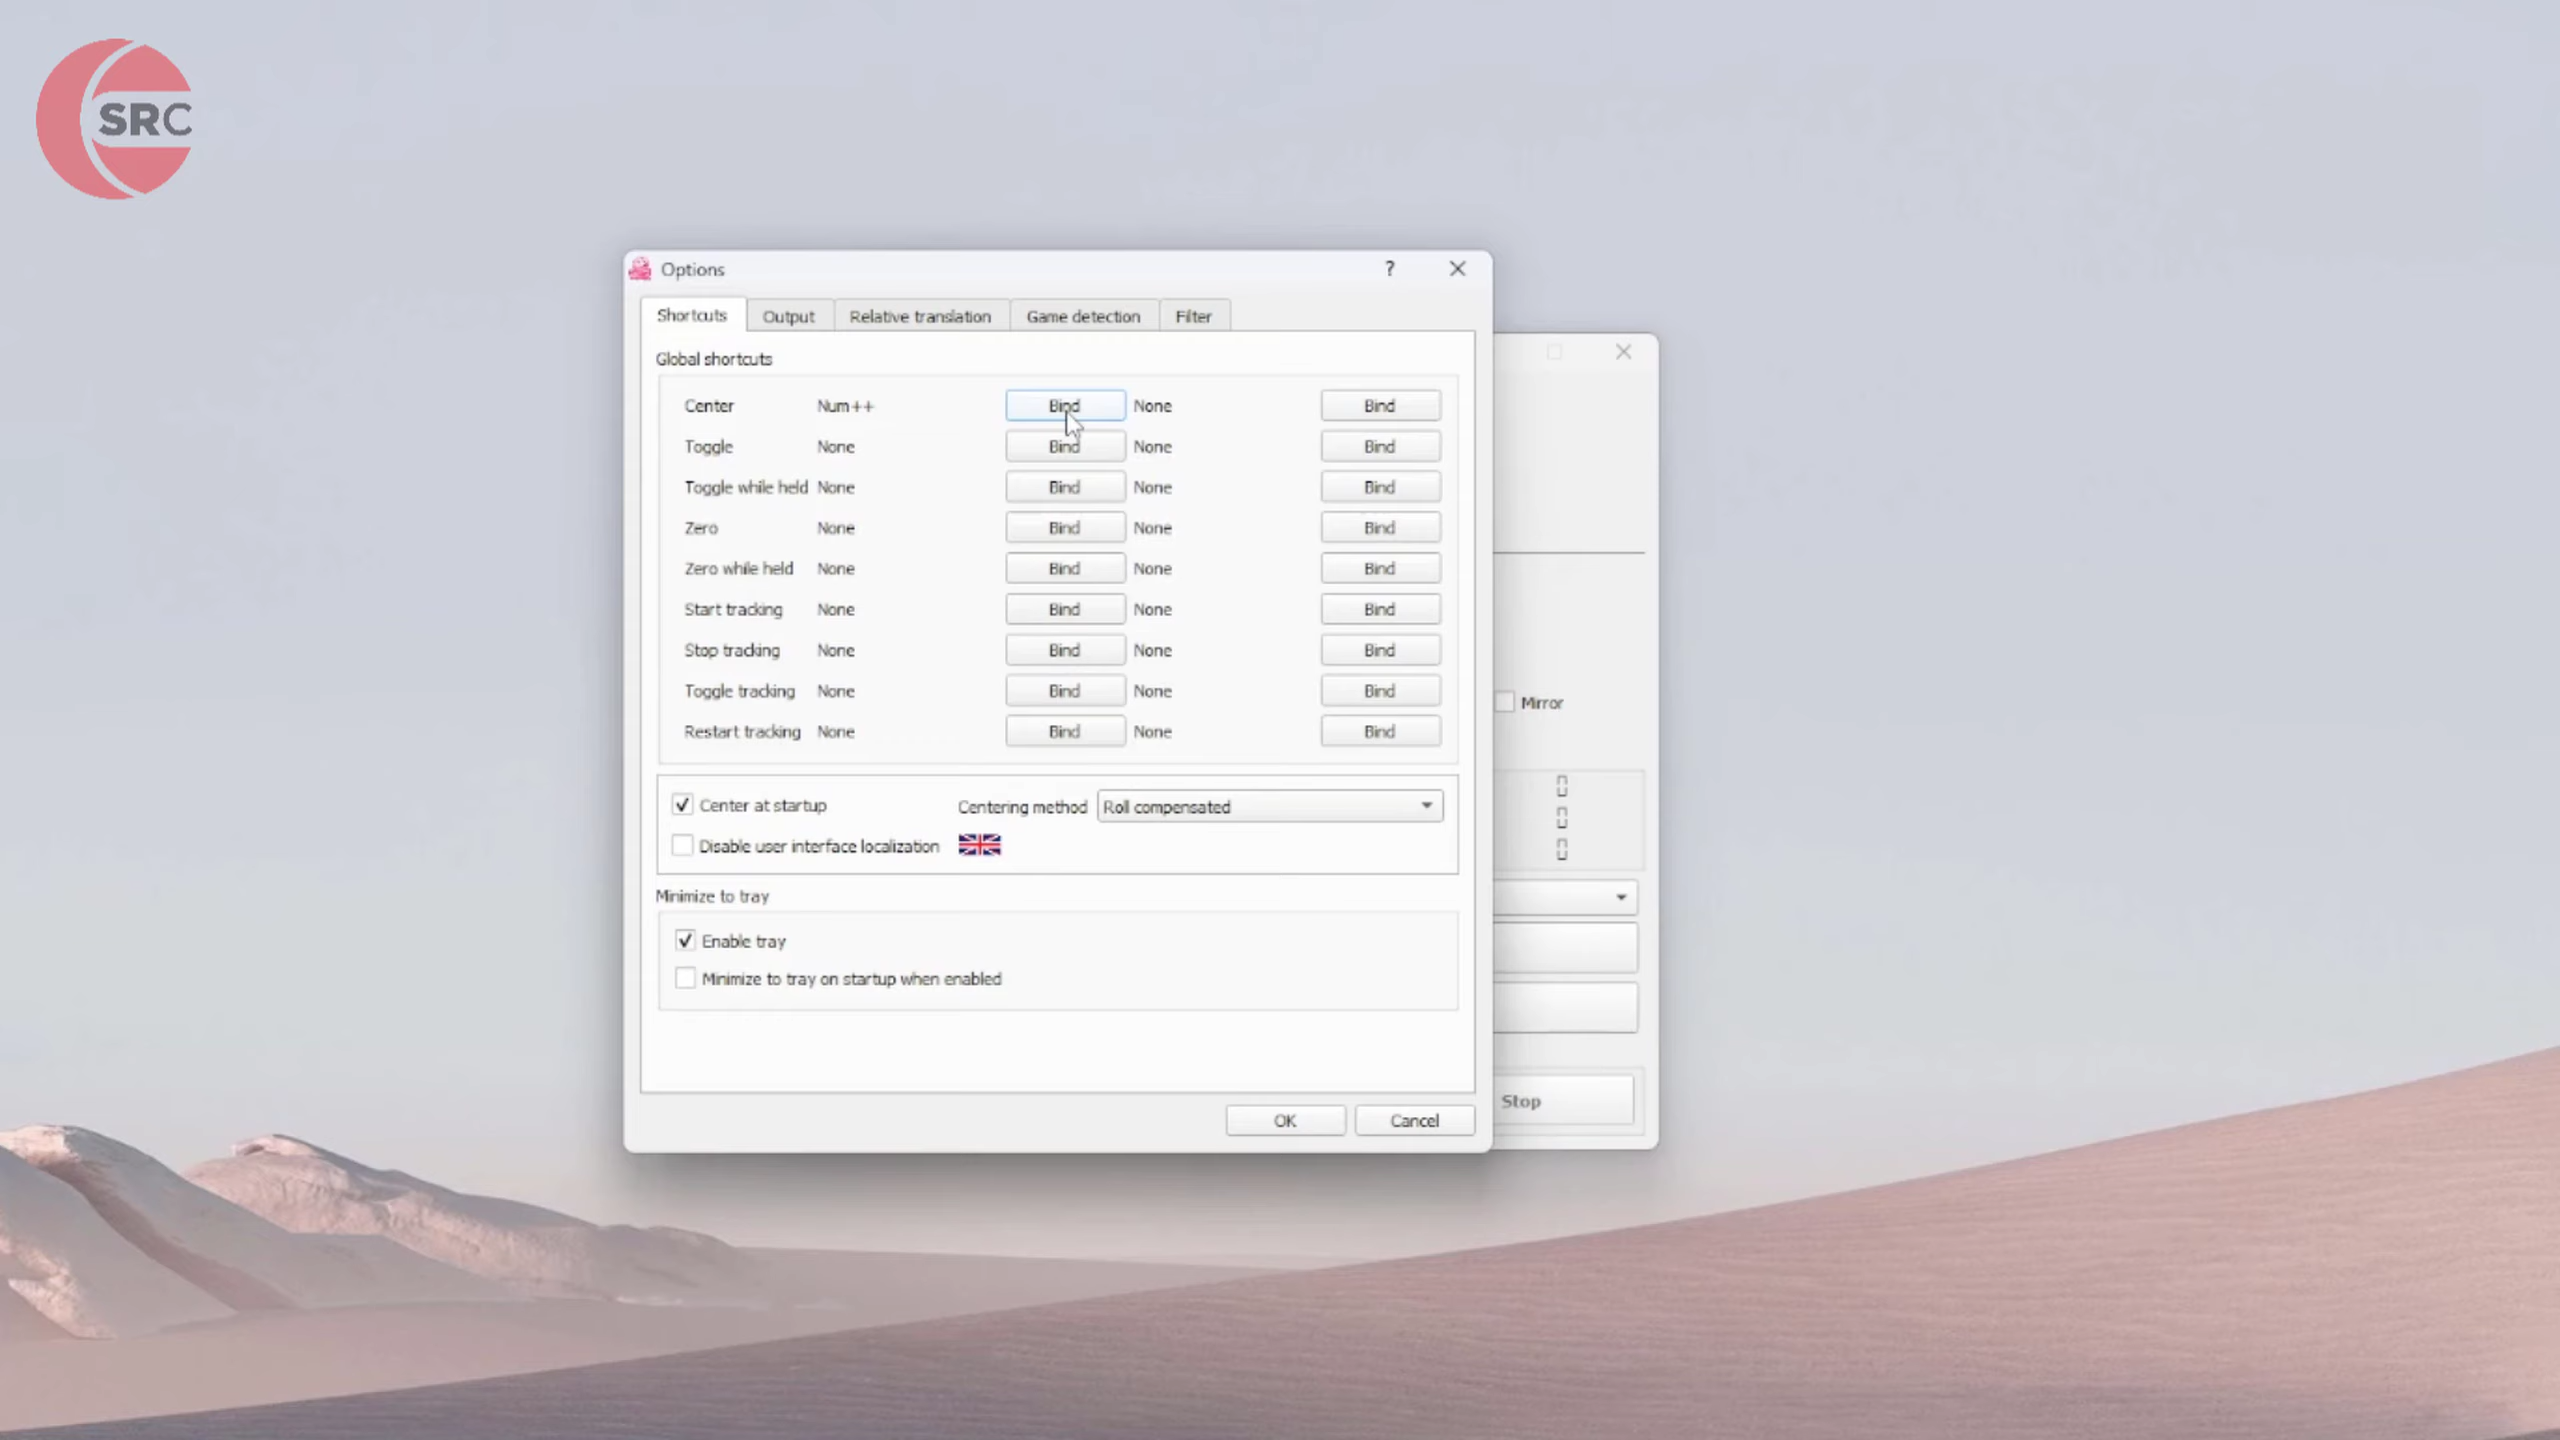 SRC
Options
?
Shortcuts Output Relative translation Game detection Filter
Global shortcuts
Center Num++ Bind None Bind
Toggle None Bind None Bind
Toggle while held None Bind None Bind
Zero None Bind None Bind
Zero while held None Bind None Bind
Start tracking None Bind None Bind
Stop tracking None Bind None Bind
Toggle tracking None Bind None Bind
Restart tracking None Bind None Bind
Mirror
Center at startup Centering method Roll compensated
Disable user interface localization
Minimize to tray
Enable tray
Minimize to tray on startup when enabled
Stop
OK Cancel